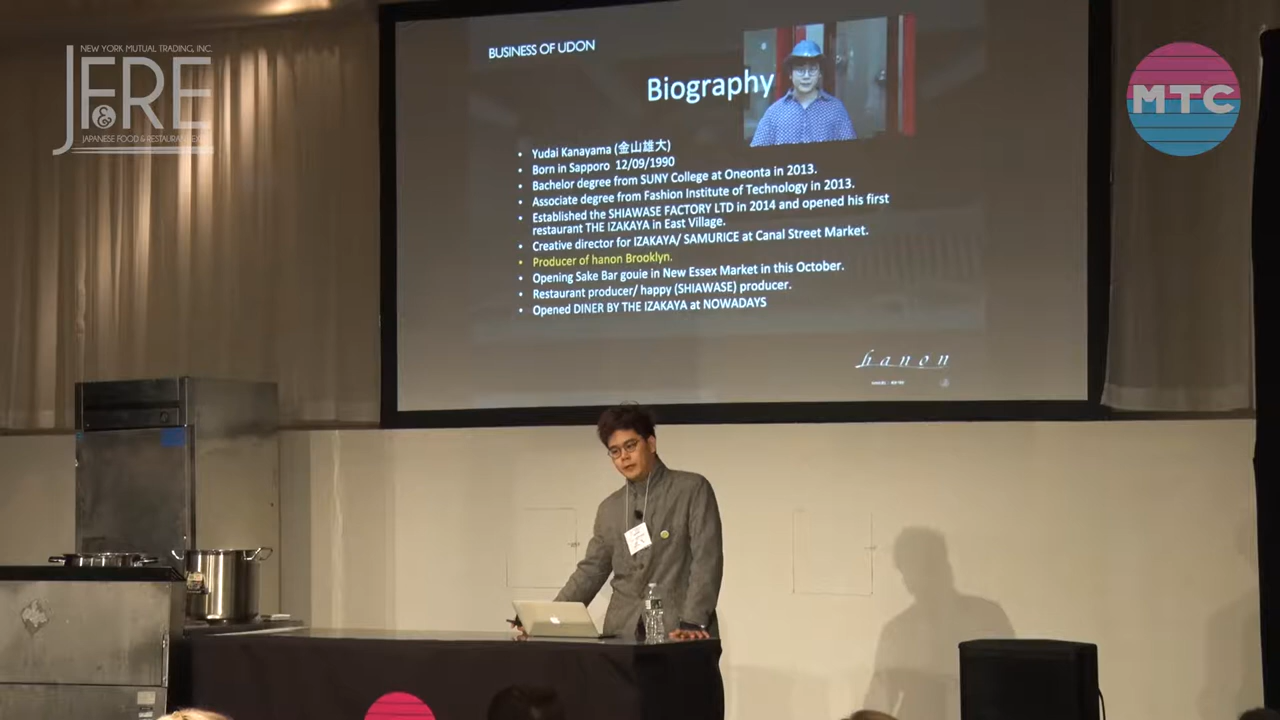 NEW YORK MUTUAL TRADING, INC.
JF&RE
JAPANESE FOOD & RESTAURANT EXPO
MTC
BUSINESS OF UDON
Biography
• Yudai Kanayama (金山雄大)
• Born in Sapporo 12/09/1990
• Bachelor degree from SUNY College at Oneonta in 2013.
• Associate degree from Fashion Institute of Technology in 2013.
• Established the SHIAWASE FACTORY LTD in 2014 and opened his first
restaurant THE IZAKAYA in East Village.
• Creative director for IZAKAYA/ SAMURICE at Canal Street Market.
• Producer of hanon Brooklyn.
• Opening Sake Bar gouie in New Essex Market in this October.
• Restaurant producer/ happy (SHIAWASE) producer.
• Opened DINER BY THE IZAKAYA at NOWADAYS
hanon